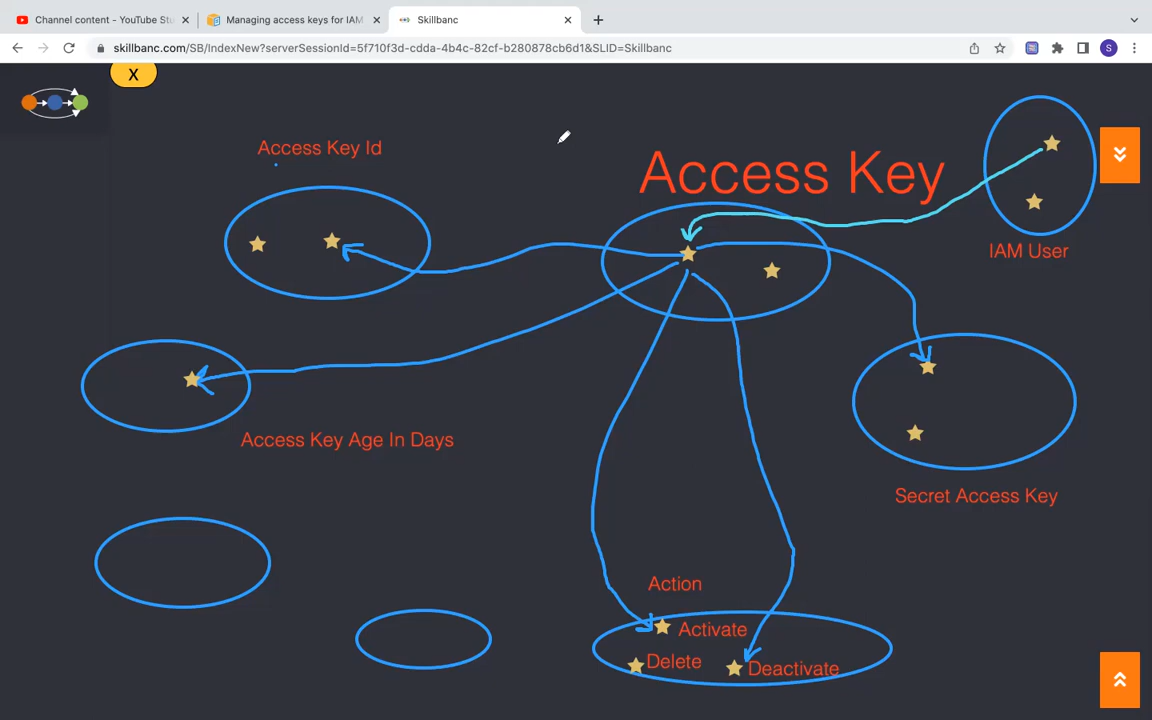 Channel content - YouTube Stu
Managing access keys for IAM
Skillbanc
skillbanc.com/SB/IndexNew?serverSessionId=5f710f3d-cdda-4b4c-82cf-b280878cb6d1&SLID=Skillbanc
S
X
Access Key Id
Access Key
IAM User
Access Key Age In Days
Secret Access Key
Action
Activate
Delete
Deactivate